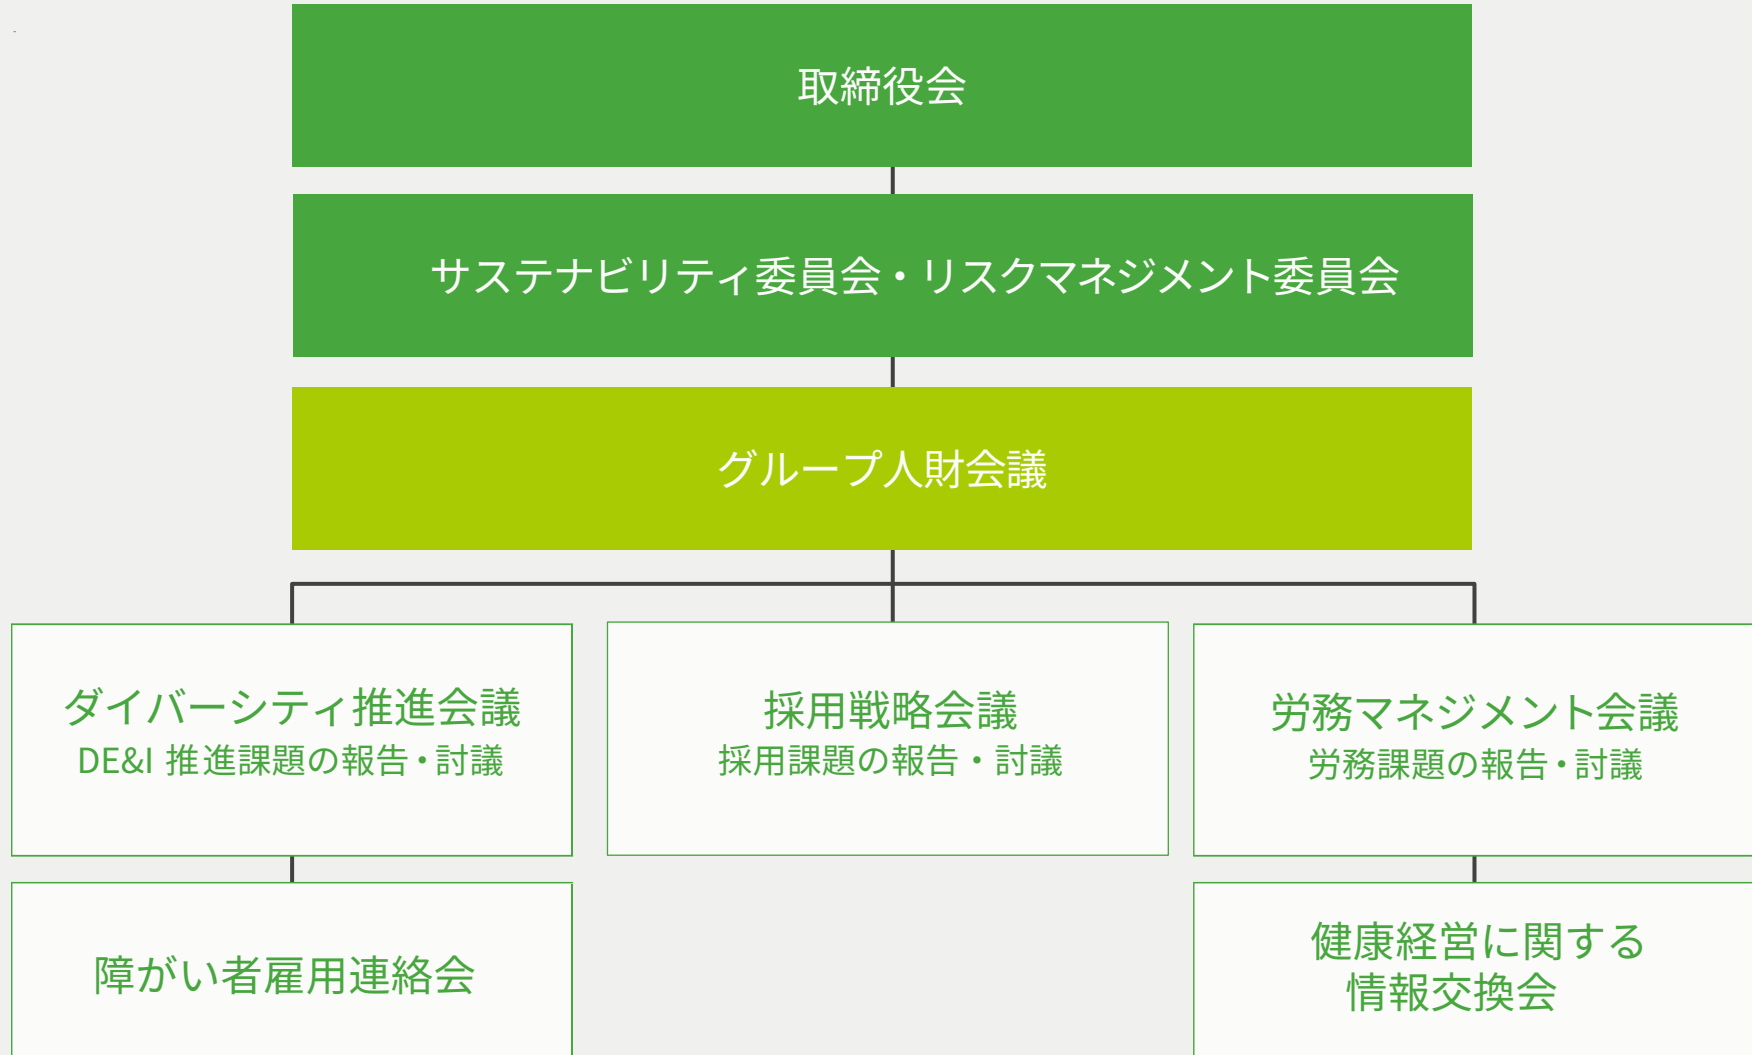 取締役会
サステナビリティ委員会・リスクマネジメント委員会
グループ人財会議
ダイバーシティ推進会議
DE&I 推進課題の報告・討議
採用戦略会議
採用課題の報告・討議
労務マネジメント会議
労務課題の報告・討議
障がい者雇用連絡会
健康経営に関する
情報交換会